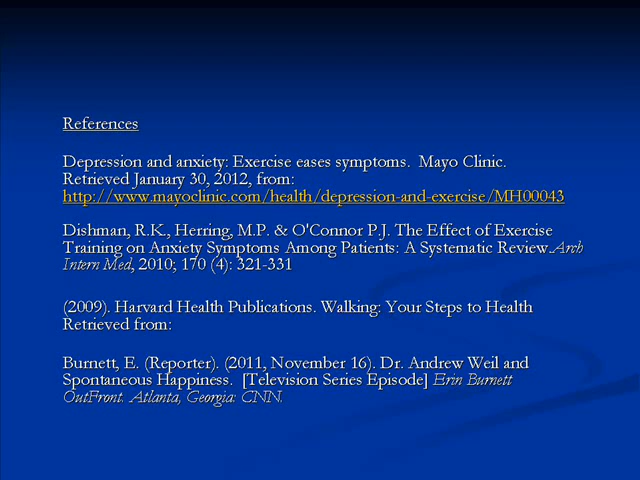 References
Depression and anxiety: Exercise eases symptoms.  Mayo Clinic.
Retrieved January 30, 2012, from:
http://www.mayoclinic.com/health/depression-and-exercise/MH00043
Dishman, R.K., Herring, M.P. & O'Connor P.J. The Effect of Exercise
Training on Anxiety Symptoms Among Patients: A Systematic Review.Arch
Intern Med, 2010; 170 (4): 321-331
(2009). Harvard Health Publications. Walking: Your Steps to Health
Retrieved from:
Burnett, E. (Reporter). (2011, November 16). Dr. Andrew Weil and
Spontaneous Happiness.  [Television Series Episode] Erin Burnett
OutFront. Atlanta, Georgia: CNN.